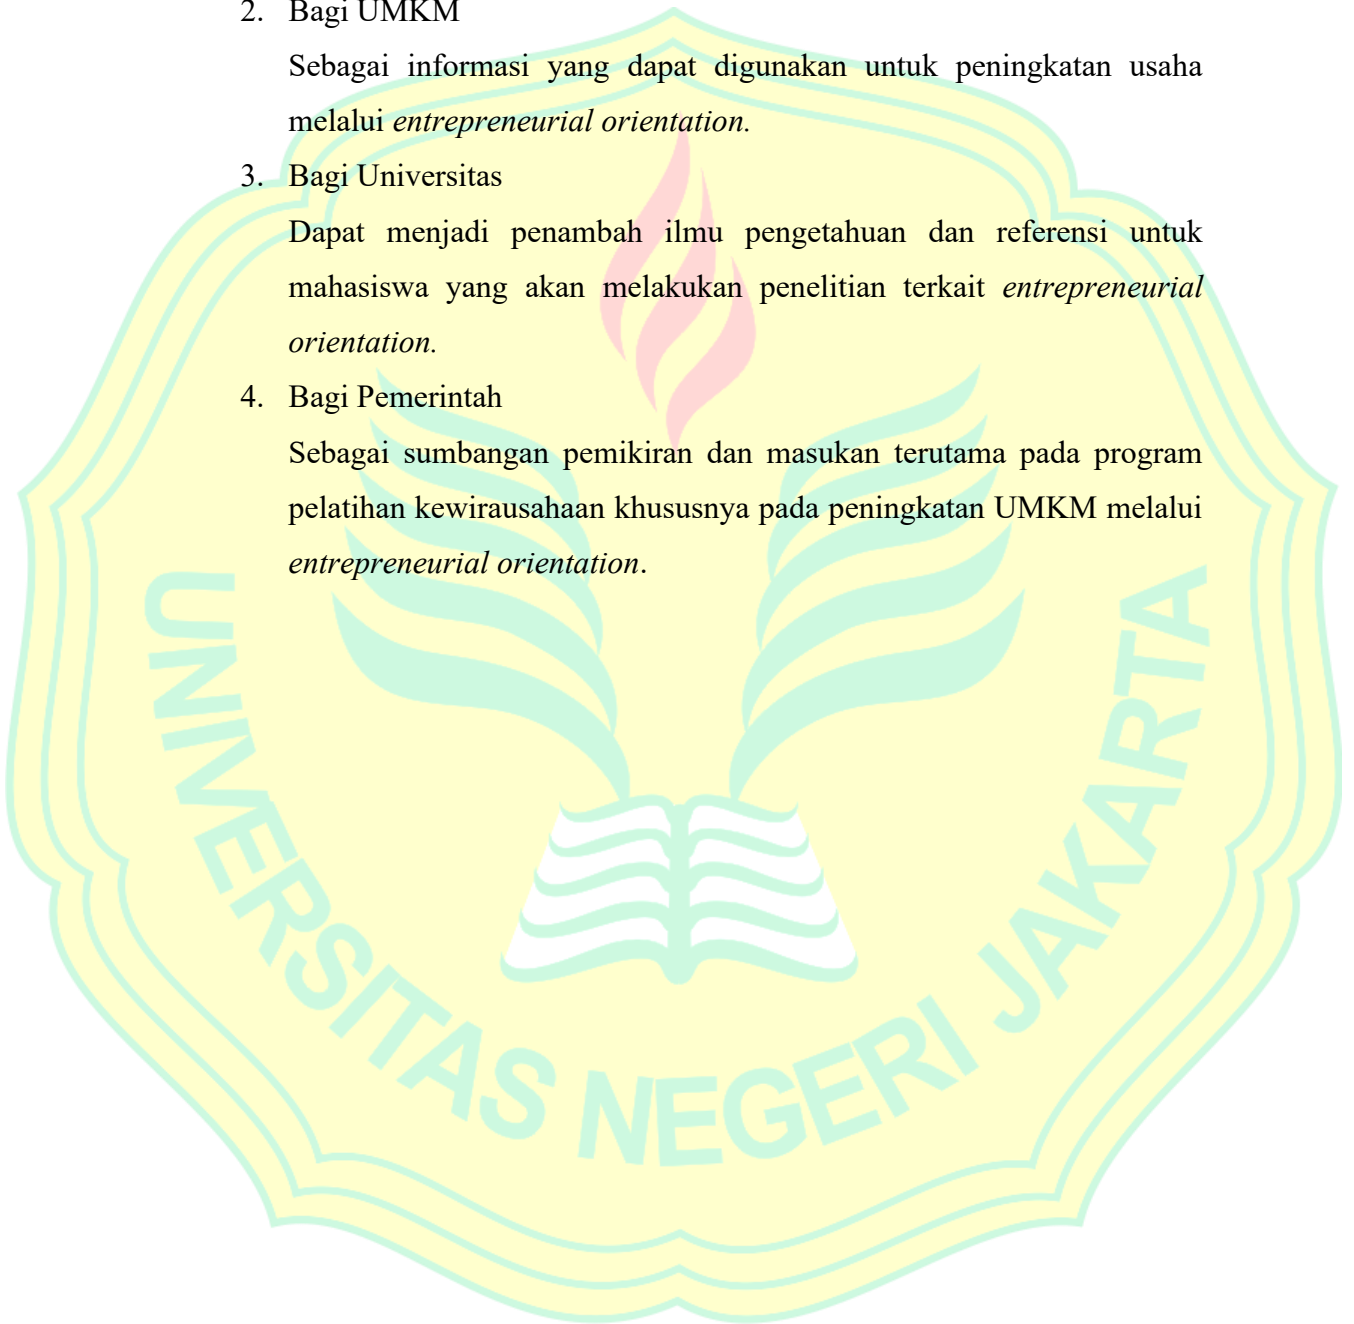 2. Bagi UMKM
Sebagai informasi yang dapat digunakan untuk peningkatan usaha
melalui entrepreneurial orientation.
3. Bagi Universitas
Dapat menjadi penambah ilmu pengetahuan dan referensi untuk
mahasiswa yang akan melakukan penelitian terkait entrepreneurial
orientation.
4. Bagi Pemerintah
Sebagai sumbangan pemikiran dan masukan terutama pada program
pelatihan kewirausahaan khususnya pada peningkatan UMKM melalui
entrepreneurial orientation.
UNIVERSITAS NEGERI JAKARTA